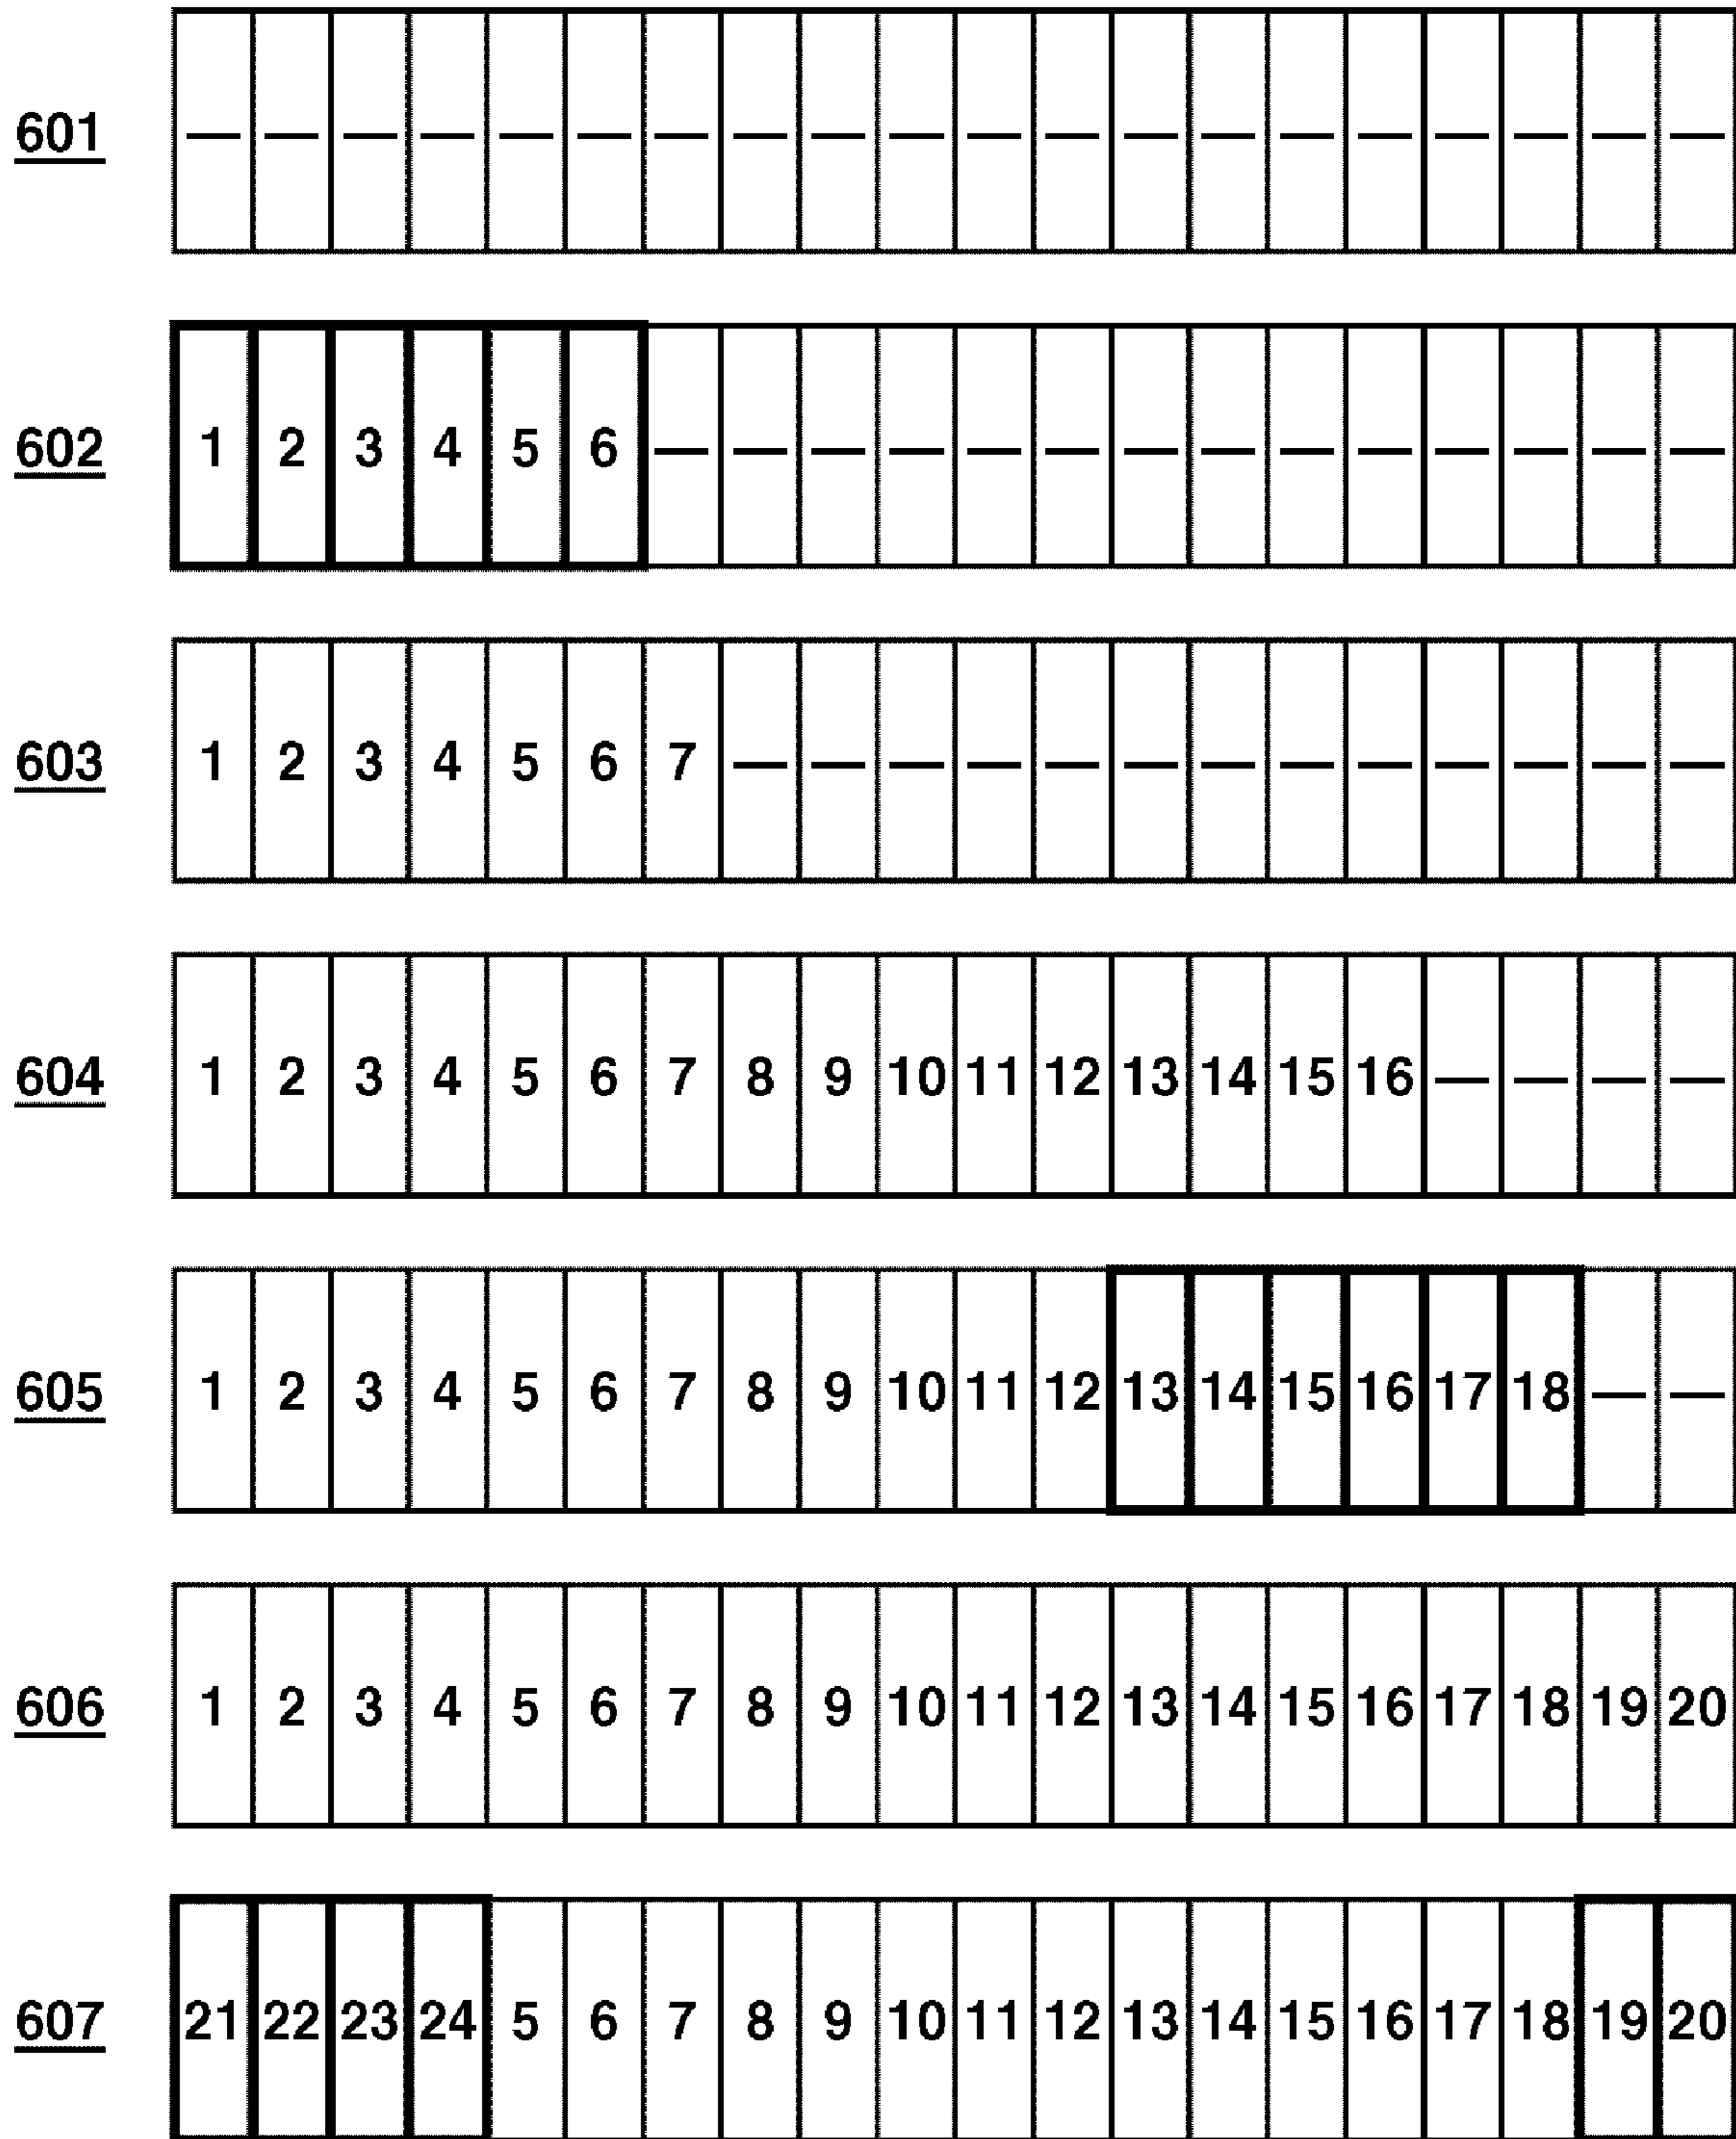 601 — — — — — — — — — — — — — — — — — — — —
602 1 2 3 4 5 6 — — — — — — — — — — — — — —
603 1 2 3 4 5 6 7 — — — — — — — — — — — — —
604 1 2 3 4 5 6 7 8 9 10 11 12 13 14 15 16 — — — —
605 1 2 3 4 5 6 7 8 9 10 11 12 13 14 15 16 17 18 — —
606 1 2 3 4 5 6 7 8 9 10 11 12 13 14 15 16 17 18 19 20
607 21 22 23 24 5 6 7 8 9 10 11 12 13 14 15 16 17 18 19 20